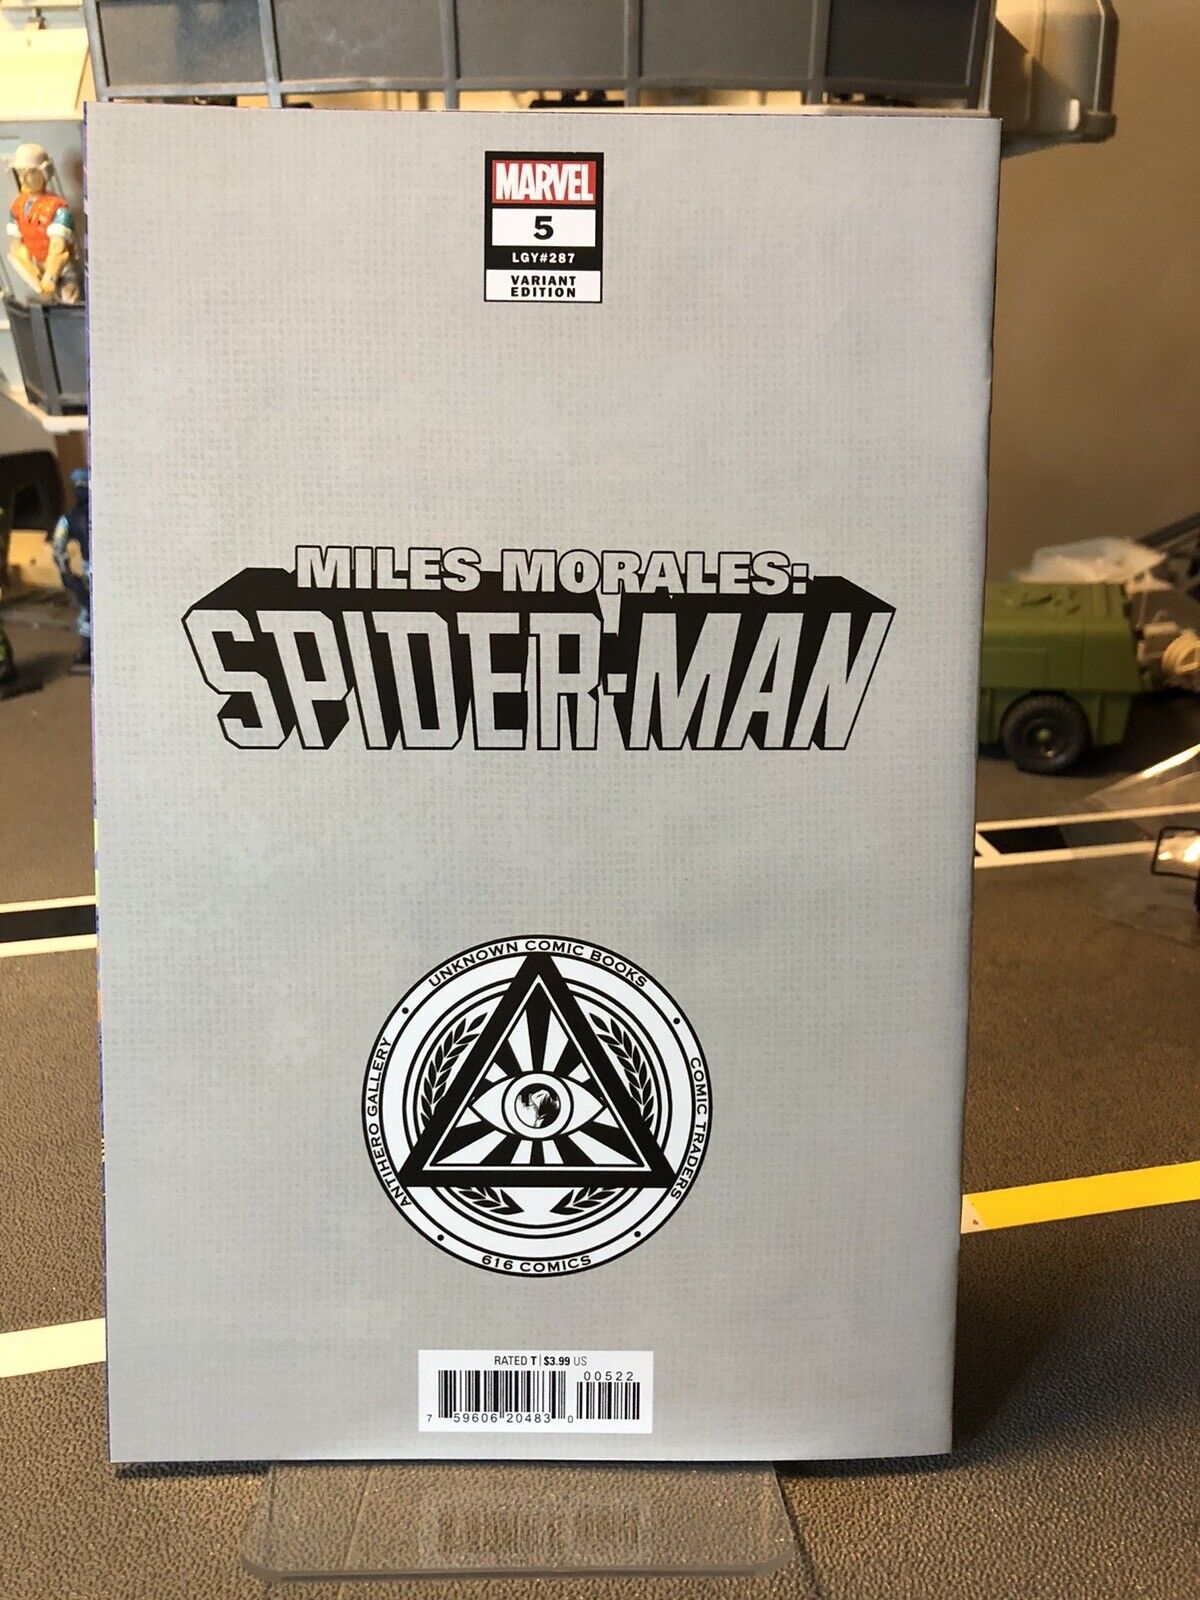 MARVEL
5
LGY#287
VARIANT
EDITION
MILES MORALES:
SPIDER-MAN
UNKNOWN COMIC BOOKS
COMIC TRADERS
ANTIHERO GALLERY
616 COMICS
RATED T | $3.99 US
00522
7 59606 20483 0